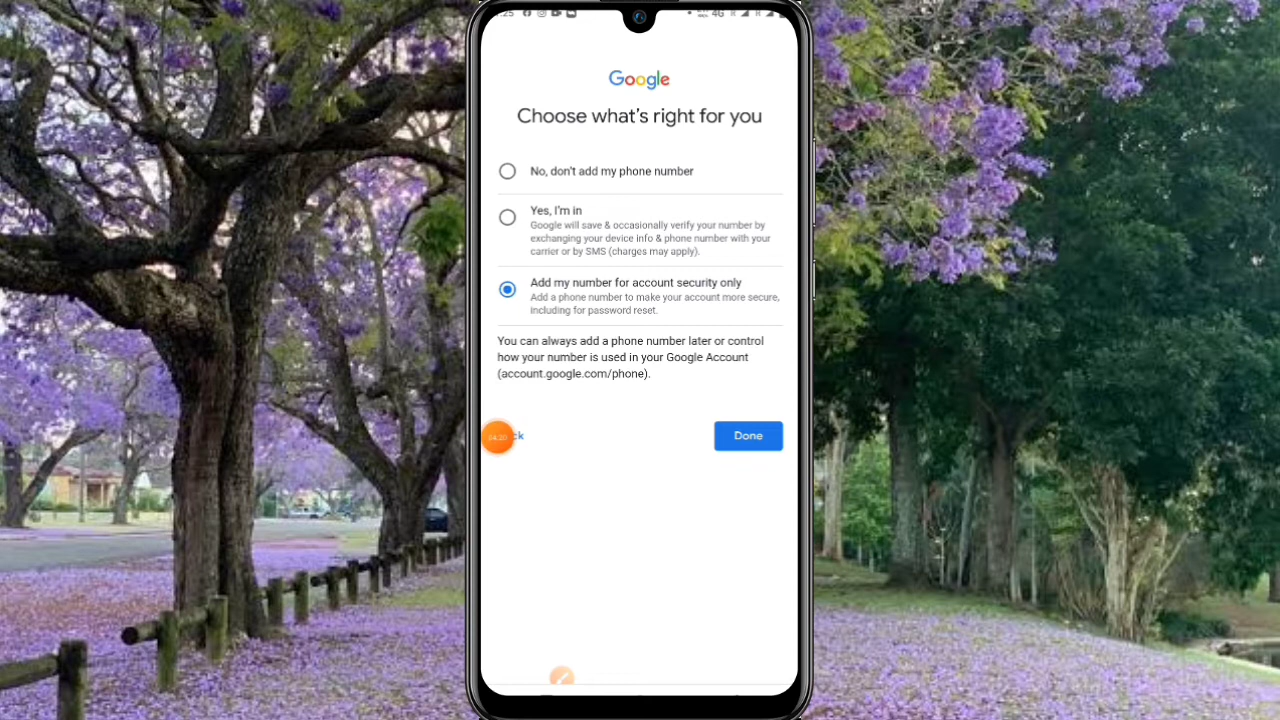 :25 4G
Google
Choose what's right for you
No, don't add my phone number
Yes, I'm in
Google will save & occasionally verify your number by
exchanging your device info & phone number with your
carrier or by SMS (charges may apply).
Add my number for account security only
Add a phone number to make your account more secure,
including for password reset.
You can always add a phone number later or control
how your number is used in your Google Account
(account.google.com/phone).
Done